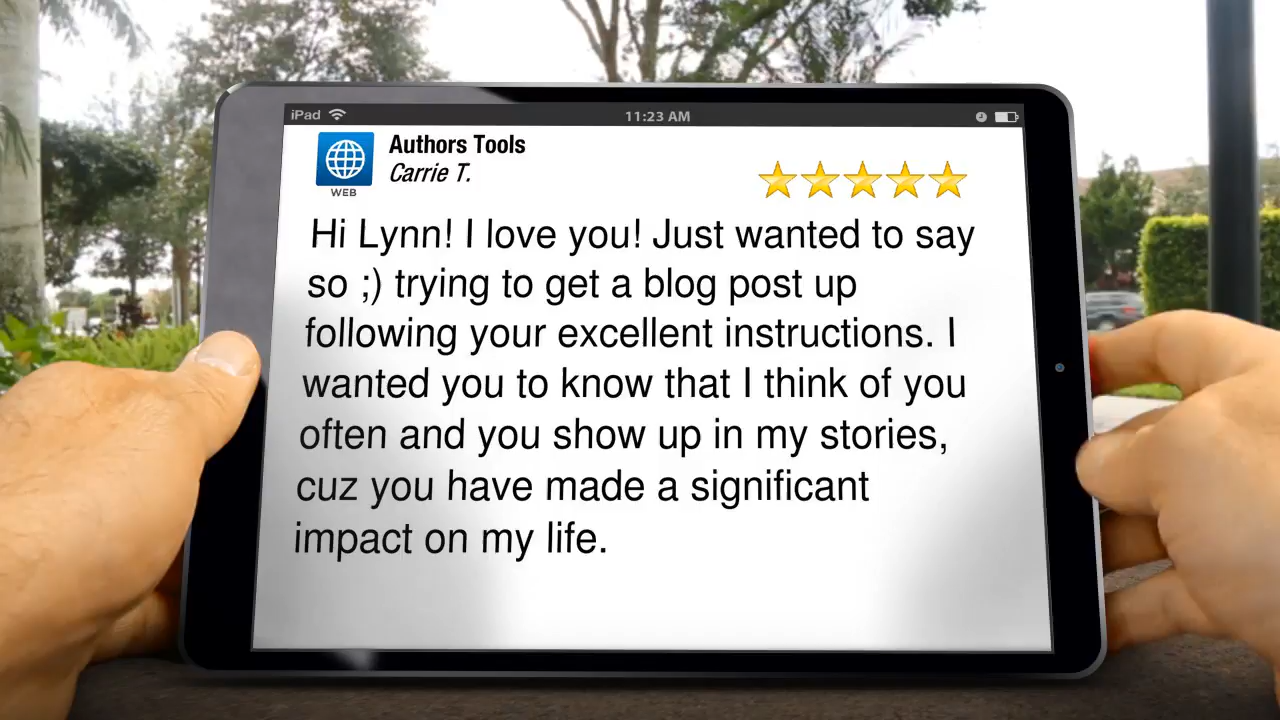 iPad 11:23 AM
Authors Tools
Carrie T.
WEB
Hi Lynn! I love you! Just wanted to say
so ;) trying to get a blog post up
following your excellent instructions. I
wanted you to know that I think of you
often and you show up in my stories,
cuz you have made a significant
impact on my life.